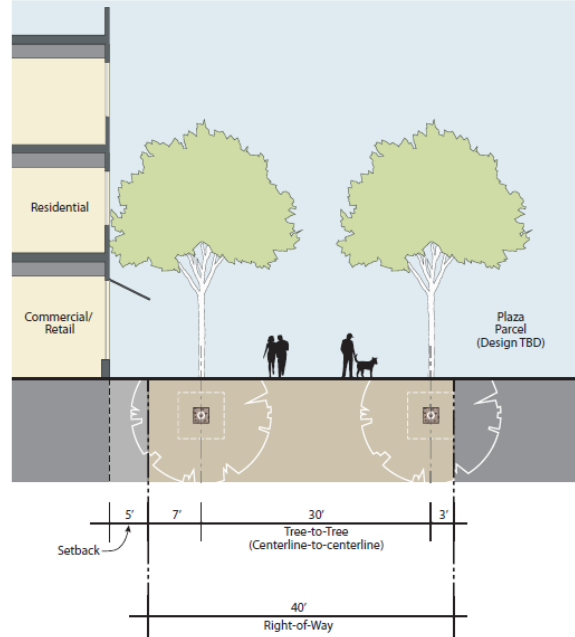 Residential
Commercial/
Retail
Plaza
Parcel
(Design TBD)
5’
7’
30’
3’
Tree-to-Tree
(Centerline-to-centerline)
Setback
40’
Right-of-Way